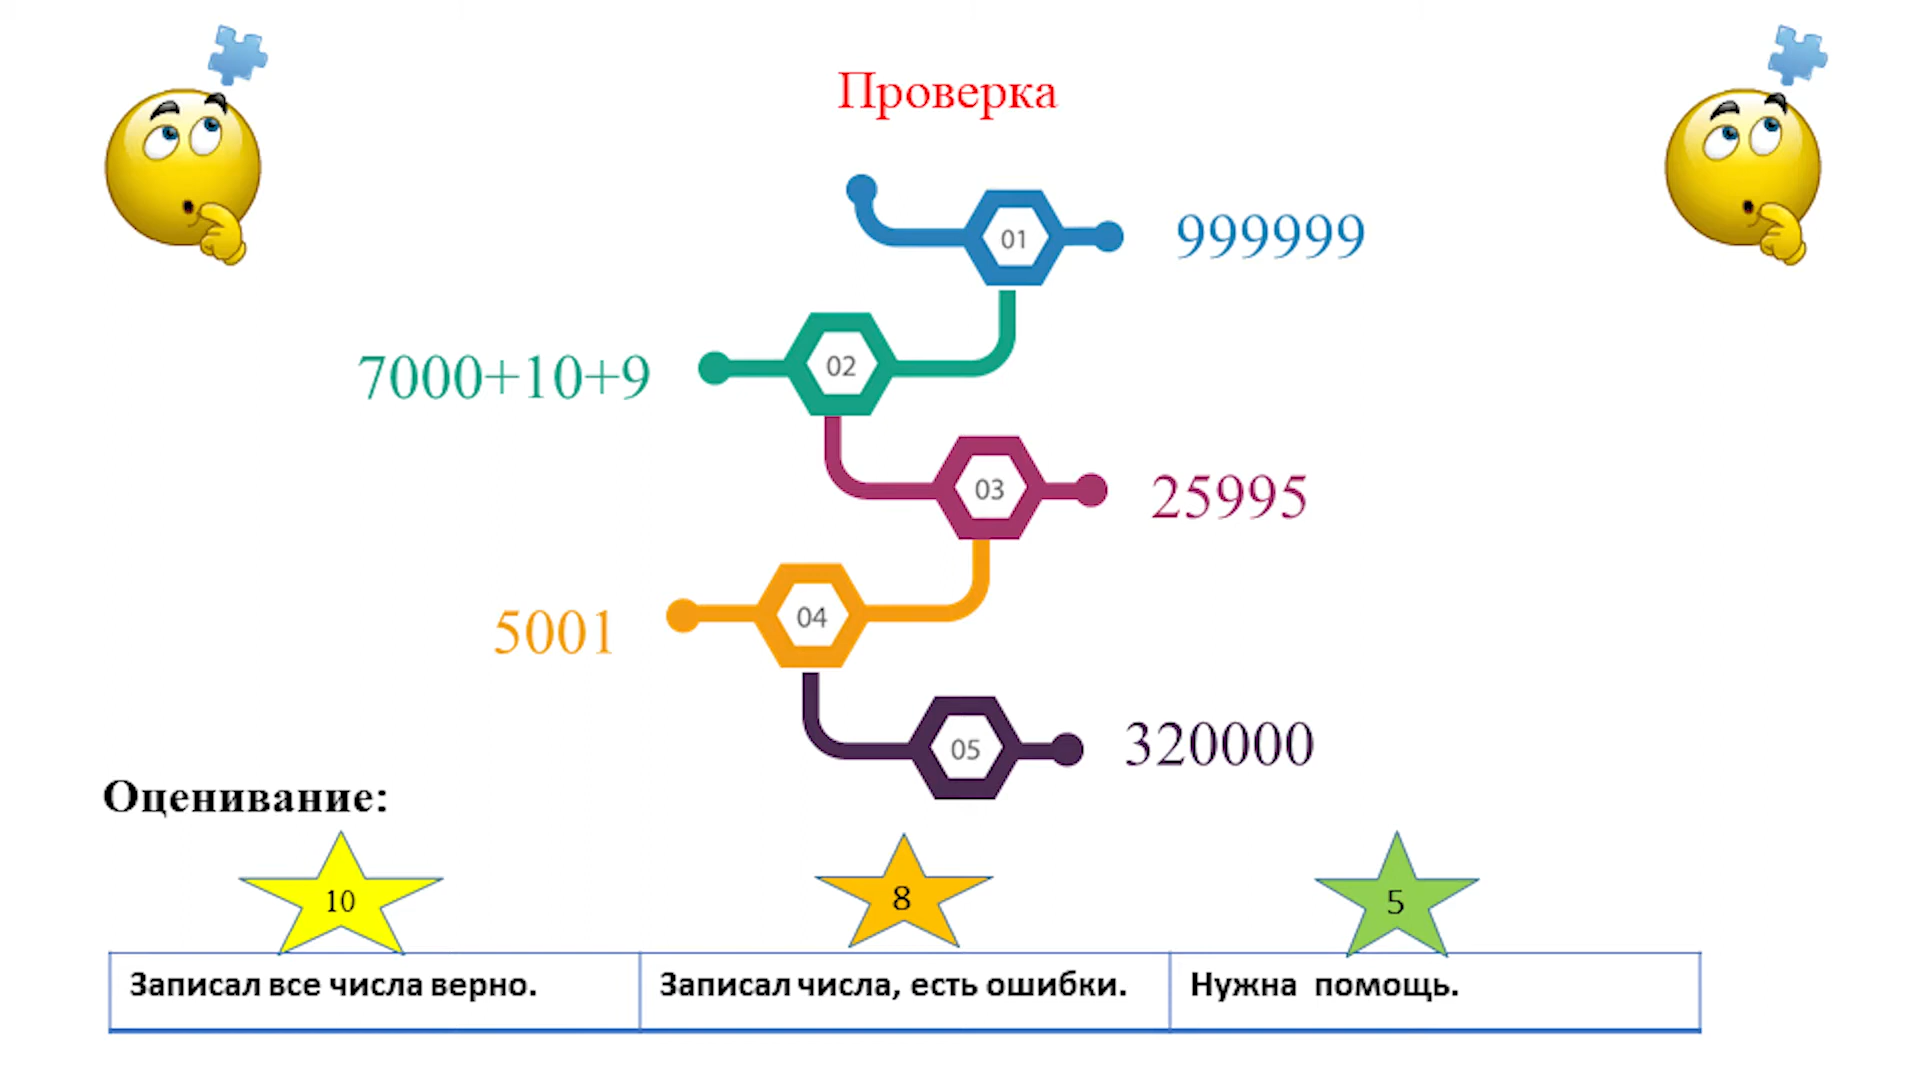 Проверка
01
999999
7000+10+9
02
03
25995
5001
04
05
320000
Оценивание:
10
8
5
Записал все числа верно.
Записал числа, есть ошибки.
Нужна помощь.